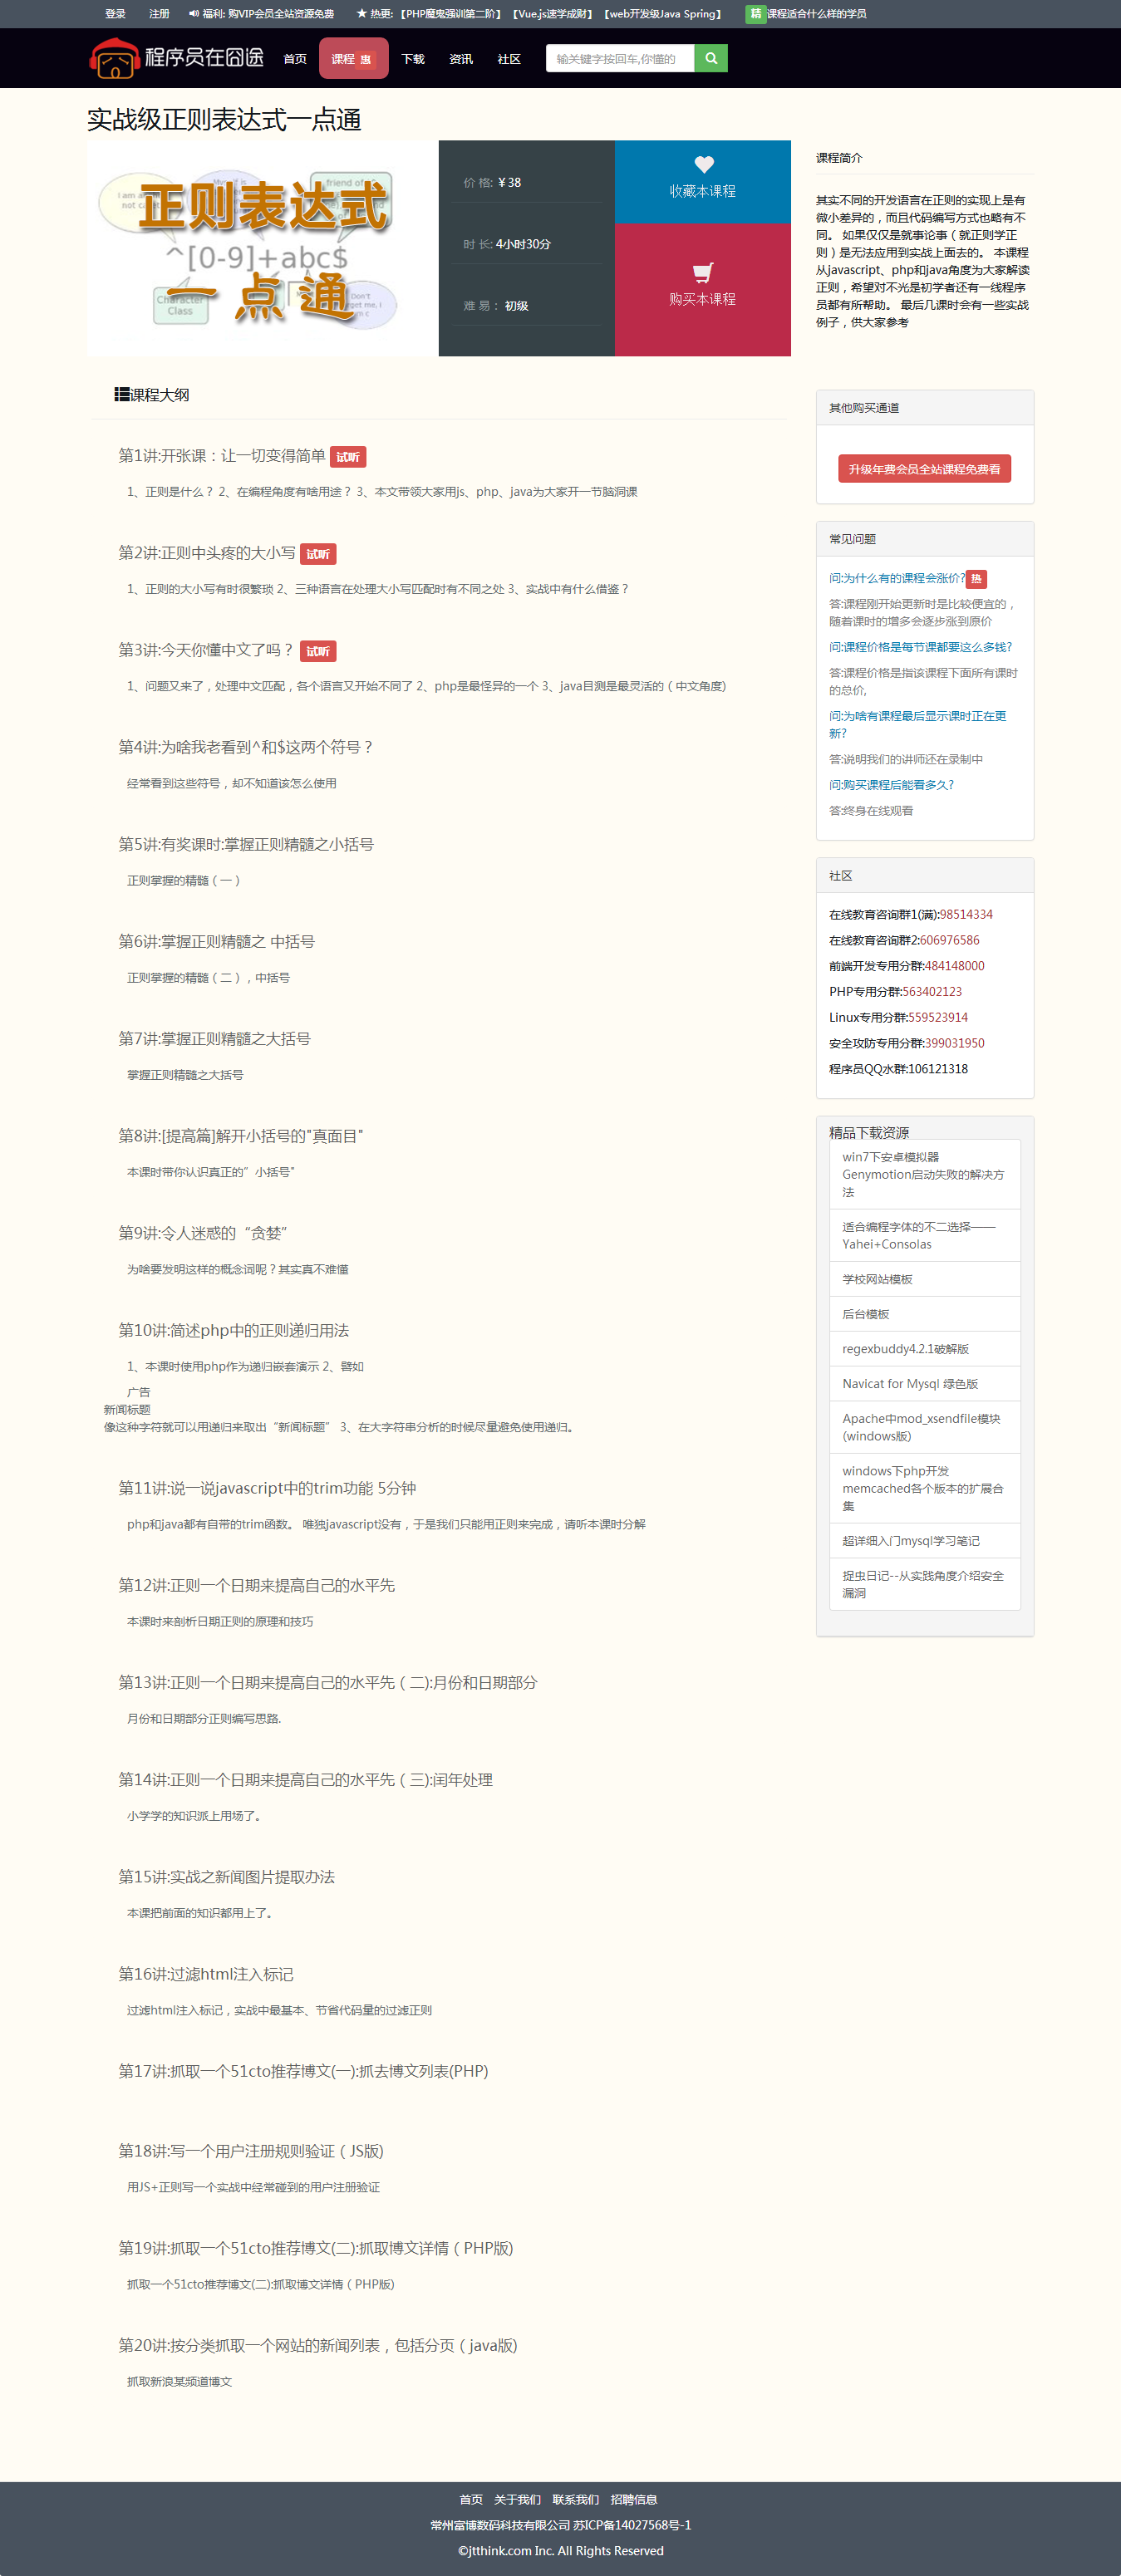 登录 注册 福利: 购VIP会员全站资源免费 ★ 热更: 【PHP魔鬼强训第二阶】 【Vue.js速学成财】 【web开发级Java Spring】 精 课程适合什么样的学员
程序员在囧途 首页 课程 惠 下载 资讯 社区 输关键字按回车,你懂的
实战级正则表达式一点通
正则表达式
^[0-9]+abc$
一点通
Character
Class
价 格: ¥38
时 长: 4小时30分
难 易： 初级
收藏本课程
购买本课程
课程简介
其实不同的开发语言在正则的实现上是有
微小差异的，而且代码编写方式也略有不
同。 如果仅仅是就事论事（就正则学正
则）是无法应用到实战上面去的。 本课程
从javascript、php和java角度为大家解读
正则，希望对不光是初学者还有一线程序
员都有所帮助。 最后几课时会有一些实战
例子，供大家参考
课程大纲
第1讲:开张课：让一切变得简单 试听
1、正则是什么？ 2、在编程角度有啥用途？ 3、本文带领大家用js、php、java为大家开一节脑洞课
第2讲:正则中头疼的大小写 试听
1、正则的大小写有时很繁琐 2、三种语言在处理大小写匹配时有不同之处 3、实战中有什么借鉴？
第3讲:今天你懂中文了吗？ 试听
1、问题又来了，处理中文匹配，各个语言又开始不同了 2、php是最怪异的一个 3、java目测是最灵活的（中文角度)
第4讲:为啥我老看到^和$这两个符号？
经常看到这些符号，却不知道该怎么使用
第5讲:有奖课时:掌握正则精髓之小括号
正则掌握的精髓（一）
第6讲:掌握正则精髓之 中括号
正则掌握的精髓（二），中括号
第7讲:掌握正则精髓之大括号
掌握正则精髓之大括号
第8讲:[提高篇]解开小括号的"真面目"
本课时带你认识真正的”小括号"
第9讲:令人迷惑的“贪婪”
为啥要发明这样的概念词呢？其实真不难懂
第10讲:简述php中的正则递归用法
1、本课时使用php作为递归嵌套演示 2、譬如
广告
新闻标题
像这种字符就可以用递归来取出“新闻标题” 3、在大字符串分析的时候尽量避免使用递归。
第11讲:说一说javascript中的trim功能 5分钟
php和java都有自带的trim函数。 唯独javascript没有，于是我们只能用正则来完成，请听本课时分解
第12讲:正则一个日期来提高自己的水平先
本课时来剖析日期正则的原理和技巧
第13讲:正则一个日期来提高自己的水平先（二):月份和日期部分
月份和日期部分正则编写思路.
第14讲:正则一个日期来提高自己的水平先（三):闰年处理
小学学的知识派上用场了。
第15讲:实战之新闻图片提取办法
本课把前面的知识都用上了。
第16讲:过滤html注入标记
过滤html注入标记，实战中最基本、节省代码量的过滤正则
第17讲:抓取一个51cto推荐博文(一):抓去博文列表(PHP)
第18讲:写一个用户注册规则验证（JS版)
用JS+正则写一个实战中经常碰到的用户注册验证
第19讲:抓取一个51cto推荐博文(二):抓取博文详情（PHP版)
抓取一个51cto推荐博文(二):抓取博文详情（PHP版)
第20讲:按分类抓取一个网站的新闻列表，包括分页（java版)
抓取新浪某频道博文
其他购买通道
升级年费会员全站课程免费看
常见问题
问:为什么有的课程会涨价? 热
答:课程刚开始更新时是比较便宜的，
随着课时的增多会逐步涨到原价
问:课程价格是每节课都要这么多钱?
答:课程价格是指该课程下面所有课时
的总价,
问:为啥有课程最后显示课时正在更
新?
答:说明我们的讲师还在录制中
问:购买课程后能看多久?
答:终身在线观看
社区
在线教育咨询群1(满):98514334
在线教育咨询群2:606976586
前端开发专用分群:484148000
PHP专用分群:563402123
Linux专用分群:559523914
安全攻防专用分群:399031950
程序员QQ水群:106121318
精品下载资源
win7下安卓模拟器
Genymotion启动失败的解决方
法
适合编程字体的不二选择——
Yahei+Consolas
学校网站模板
后台模板
regexbuddy4.2.1破解版
Navicat for Mysql 绿色版
Apache中mod_xsendfile模块
(windows版)
windows下php开发
memcached各个版本的扩展合
集
超详细入门mysql学习笔记
捉虫日记--从实践角度介绍安全
漏洞
首页 关于我们 联系我们 招聘信息
常州富博数码科技有限公司 苏ICP备14027568号-1
©jtthink.com Inc. All Rights Reserved